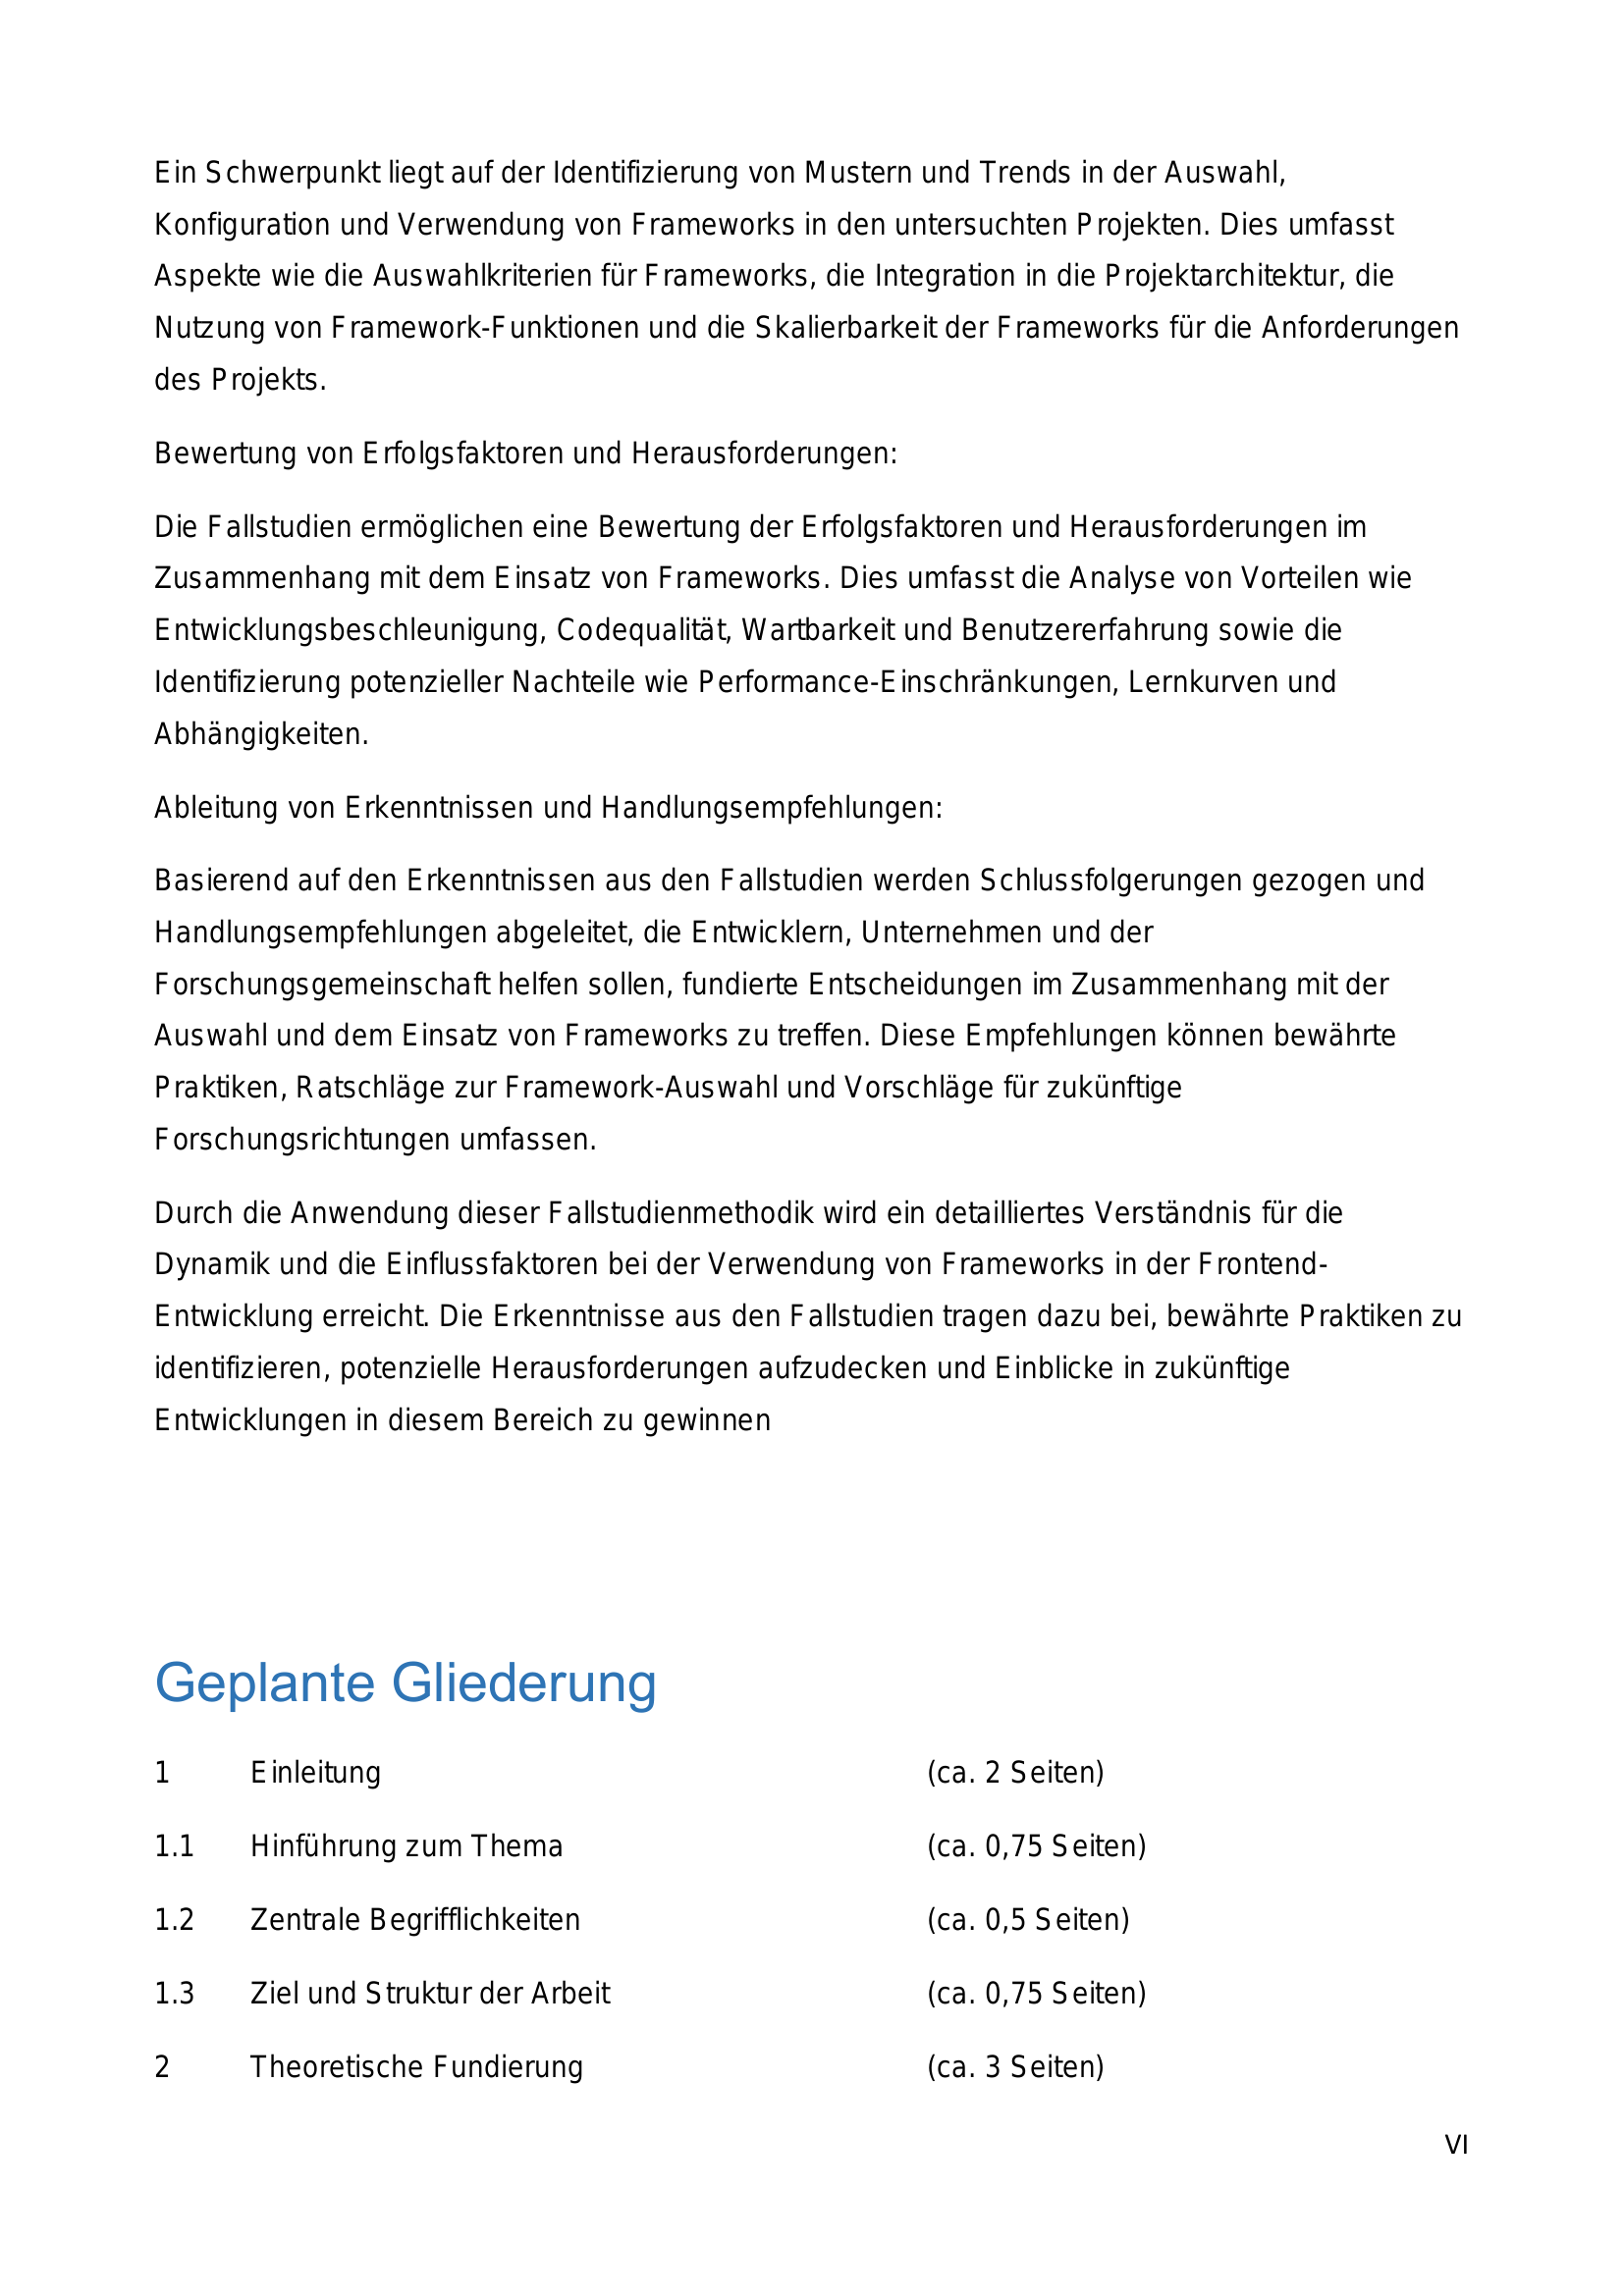 Ein Schwerpunkt liegt auf der Identifizierung von Mustern und Trends in der Auswahl,
Konfiguration und Verwendung von Frameworks in den untersuchten Projekten. Dies umfasst
Aspekte wie die Auswahlkriterien für Frameworks, die Integration in die Projektarchitektur, die
Nutzung von Framework-Funktionen und die Skalierbarkeit der Frameworks für die Anforderungen
des Projekts.
Bewertung von Erfolgsfaktoren und Herausforderungen:
Die Fallstudien ermöglichen eine Bewertung der Erfolgsfaktoren und Herausforderungen im
Zusammenhang mit dem Einsatz von Frameworks. Dies umfasst die Analyse von Vorteilen wie
Entwicklungsbeschleunigung, Codequalität, Wartbarkeit und Benutzererfahrung sowie die
Identifizierung potenzieller Nachteile wie Performance-Einschränkungen, Lernkurven und
Abhängigkeiten.
Ableitung von Erkenntnissen und Handlungsempfehlungen:
Basierend auf den Erkenntnissen aus den Fallstudien werden Schlussfolgerungen gezogen und
Handlungsempfehlungen abgeleitet, die Entwicklern, Unternehmen und der
Forschungsgemeinschaft helfen sollen, fundierte Entscheidungen im Zusammenhang mit der
Auswahl und dem Einsatz von Frameworks zu treffen. Diese Empfehlungen können bewährte
Praktiken, Ratschläge zur Framework-Auswahl und Vorschläge für zukünftige
Forschungsrichtungen umfassen.
Durch die Anwendung dieser Fallstudienmethodik wird ein detailliertes Verständnis für die
Dynamik und die Einflussfaktoren bei der Verwendung von Frameworks in der Frontend-
Entwicklung erreicht. Die Erkenntnisse aus den Fallstudien tragen dazu bei, bewährte Praktiken zu
identifizieren, potenzielle Herausforderungen aufzudecken und Einblicke in zukünftige
Entwicklungen in diesem Bereich zu gewinnen
Geplante Gliederung
1 Einleitung (ca. 2 Seiten)
1.1 Hinführung zum Thema (ca. 0,75 Seiten)
1.2 Zentrale Begrifflichkeiten (ca. 0,5 Seiten)
1.3 Ziel und Struktur der Arbeit (ca. 0,75 Seiten)
2 Theoretische Fundierung (ca. 3 Seiten)
VI